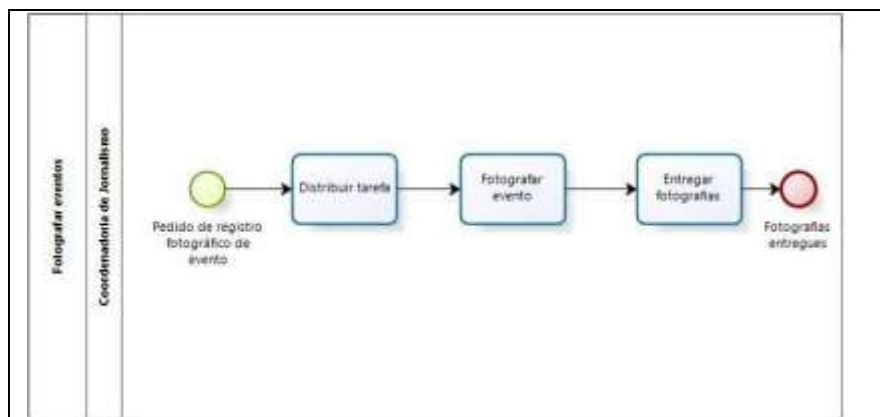 Fotografar eventos
Coordenadoria de Jornalismo
Pedido de registro
fotográfico de
evento
Distribuir tarefa
Fotografar
evento
Entregar
fotografias
Fotografias
entregues